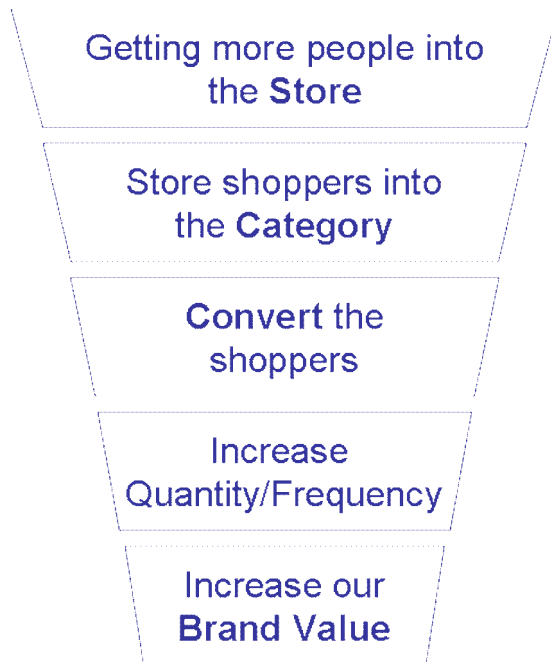 Getting more people into
the Store
Store shoppers into
the Category
Convert the
shoppers
Increase
Quantity/Frequency
Increase our
Brand Value